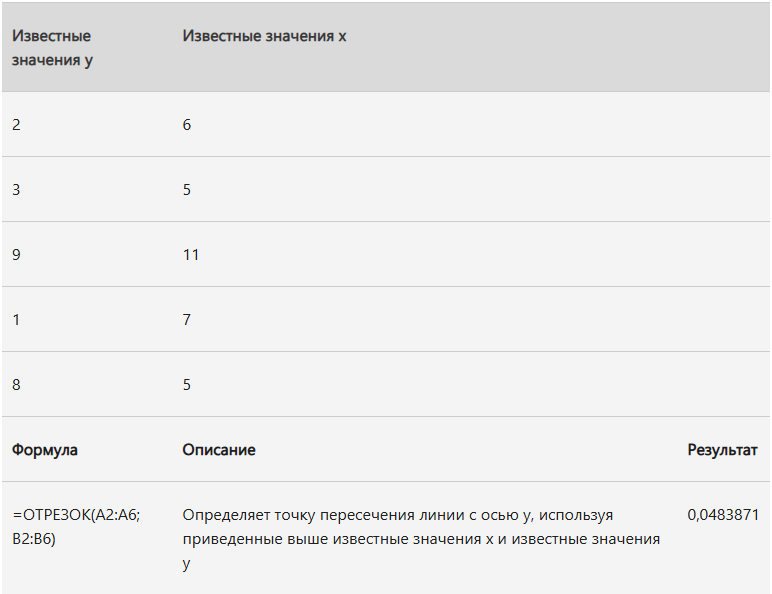 Известные Известные значения x
значения y
2 6
3 5
9 11
1 7
8 5
Формула Описание Результат
=ОТРЕЗОК(A2:A6; Определяет точку пересечения линии с осью y, используя 0,0483871
B2:B6) приведенные выше известные значения x и известные значения
y